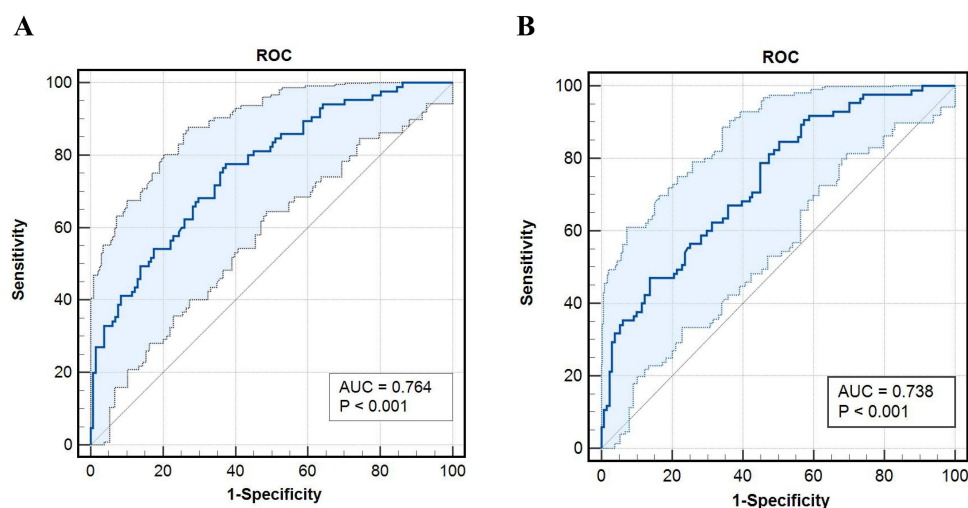 A
ROC
Sensitivity
100
80
60
40
20
0
AUC = 0.764
P < 0.001
0 20 40 60 80 100
1-Specificity
B
ROC
Sensitivity
100
80
60
40
20
0
AUC = 0.738
P < 0.001
0 20 40 60 80 100
1-Specificity